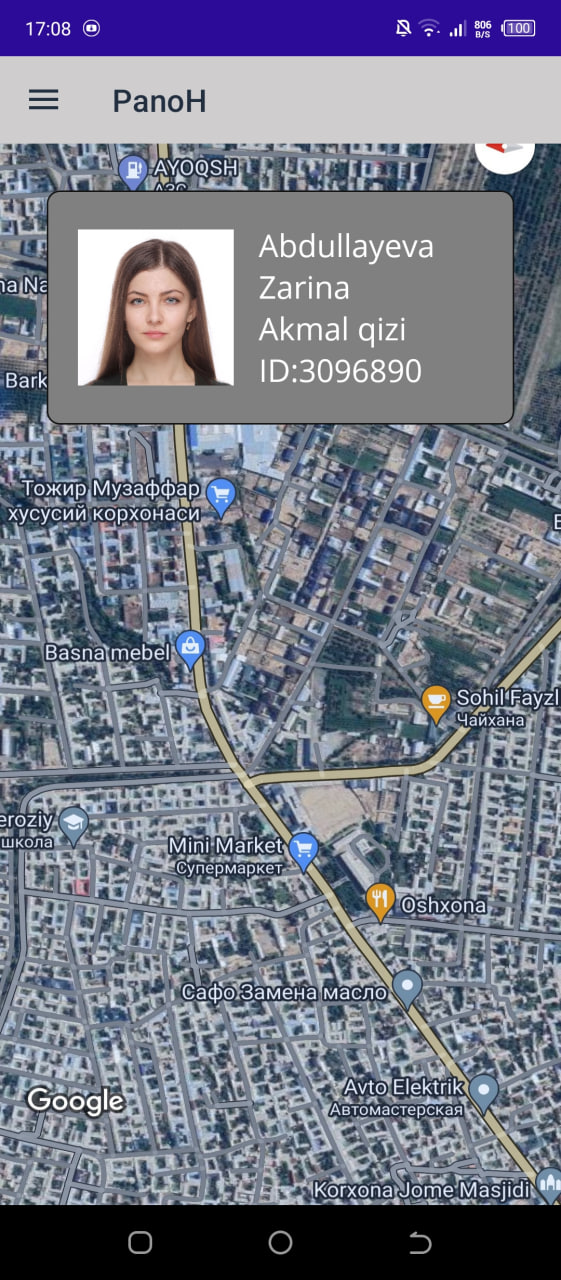 17:08
806
B/S
100
PanoH
AYOQSH
АЗС
na Na
Abdullayeva
Zarina
Akmal qizi
ID:3096890
Bark
Тожир Музаффар
хусусий корхонаси
Basna mebel
Sohil Fayzl
Чайхана
eroziy
школа
Mini Market
Супермаркет
Oshxona
Сафо Замена масло
Avto Elektrik
Автомастерская
Google
Korxona Jome Masjidi